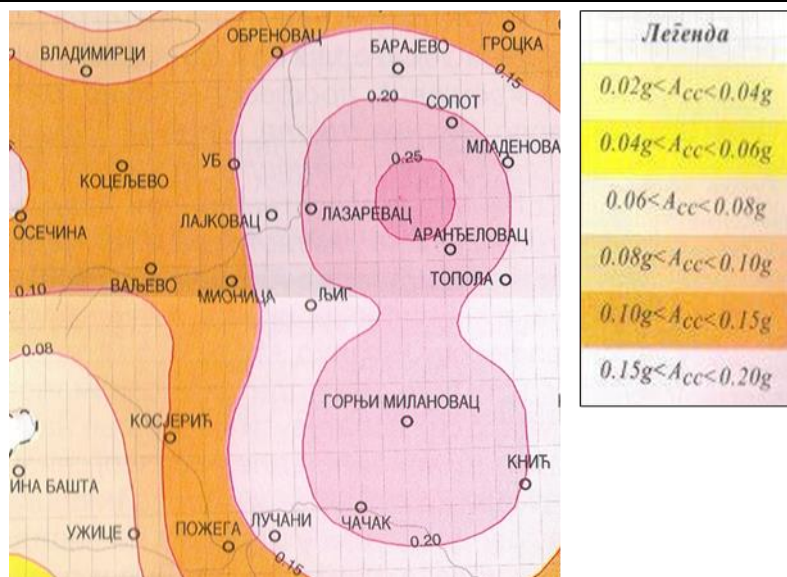 ОБРЕНОВАЦ
БАРАЈЕВО
ГРОЦКА
ВЛАДИМИРЦИ
0.15
0.20
СОПОТ
МЛАДЕНОВА
0.25
УБ
КОЦЕЉЕВО
ОСЕЧИНА
ЛАЈКОВАЦ
ЛАЗАРЕВАЦ
АРАНЂЕЛОВАЦ
ВАЉЕВО
МИОНИЦА
ТОПОЛА
0.10
ЉИГ
0.08
КОСЈЕРИЋ
ГОРЊИ МИЛАНОВАЦ
КНИЋ
ИНА БАШТА
УЖИЦЕ
ПОЖЕГА
ЛУЧАНИ
ЧАЧАК
0.20
0.15
Легенда
0.02g<Acc<0.04g
0.04g<Acc<0.06g
0.06<Acc<0.08g
0.08g<Acc<0.10g
0.10g<Acc<0.15g
0.15g<Acc<0.20g